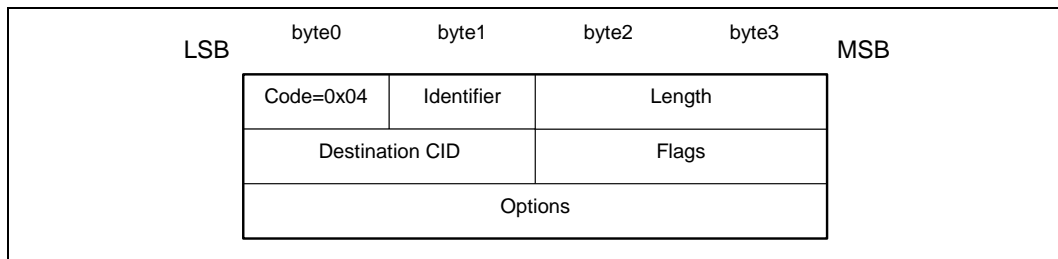 byte0 byte1 byte2 byte3
LSB MSB
Code=0x04 Identifier Length
Destination CID Flags
Options